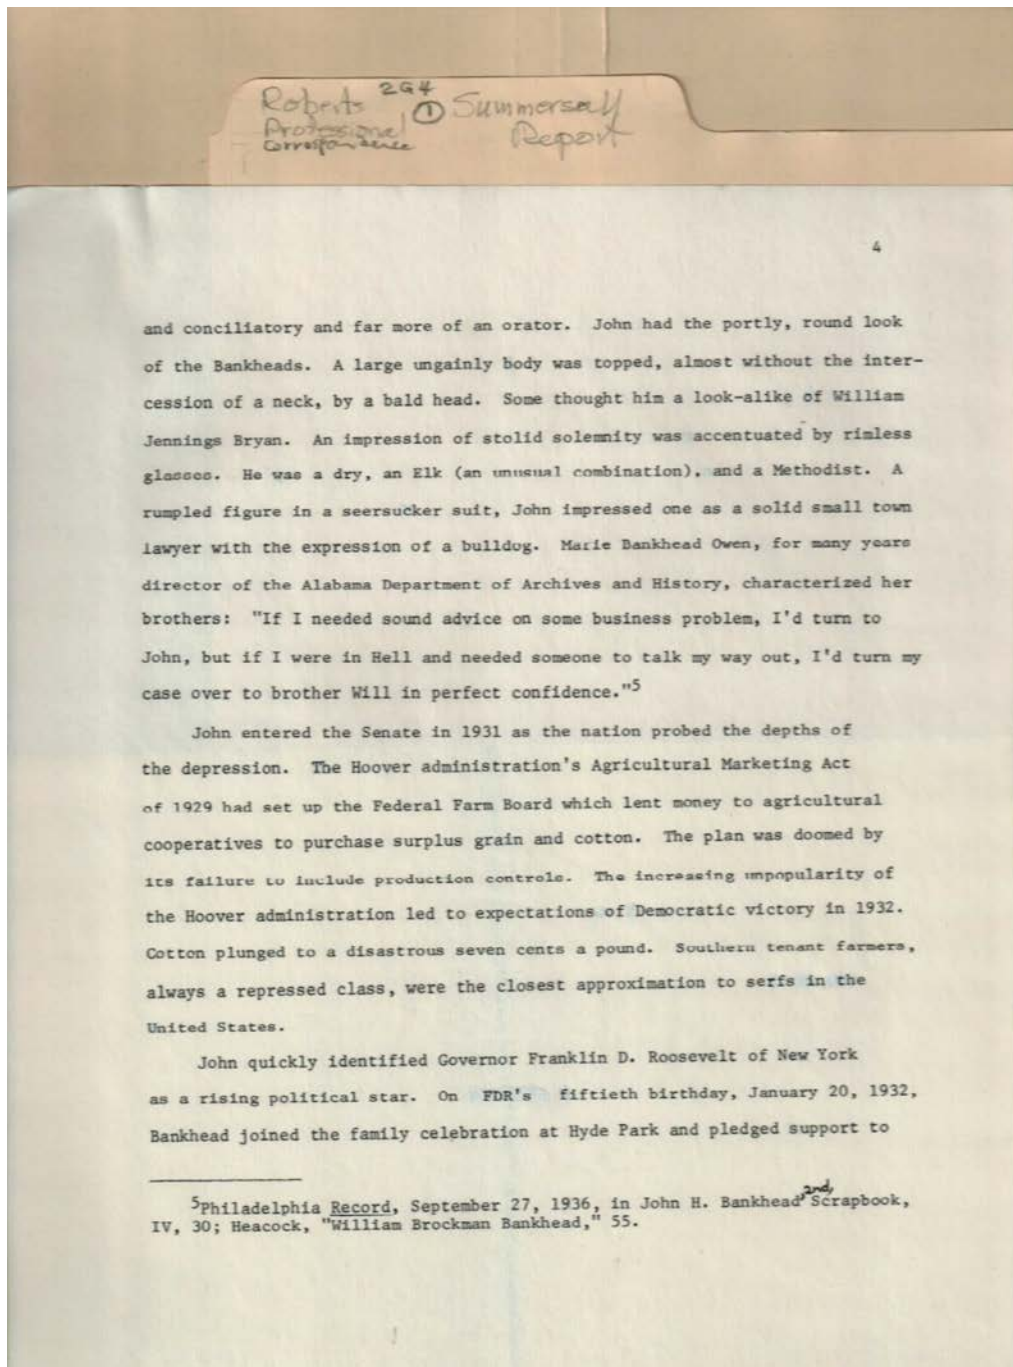 2G4
Roberts ① Summersell
Professional Report
Correspondence
4
and conciliatory and far more of an orator. John had the portly, round look
of the Bankheads. A large ungainly body was topped, almost without the inter-
cession of a neck, by a bald head. Some thought him a look-alike of William
Jennings Bryan. An impression of stolid solemnity was accentuated by rimless
glasses. He was a dry, an Elk (an unusual combination), and a Methodist. A
rumpled figure in a seersucker suit, John impressed one as a solid small town
lawyer with the expression of a bulldog. Marie Bankhead Owen, for many years
director of the Alabama Department of Archives and History, characterized her
brothers: "If I needed sound advice on some business problem, I'd turn to
John, but if I were in Hell and needed someone to talk my way out, I'd turn my
case over to brother Will in perfect confidence."5
John entered the Senate in 1931 as the nation probed the depths of
the depression. The Hoover administration's Agricultural Marketing Act
of 1929 had set up the Federal Farm Board which lent money to agricultural
cooperatives to purchase surplus grain and cotton. The plan was doomed by
its failure to include production controls. The increasing unpopularity of
the Hoover administration led to expectations of Democratic victory in 1932.
Cotton plunged to a disastrous seven cents a pound. Southern tenant farmers,
always a repressed class, were the closest approximation to serfs in the
United States.
John quickly identified Governor Franklin D. Roosevelt of New York
as a rising political star. On FDR's fiftieth birthday, January 20, 1932,
Bankhead joined the family celebration at Hyde Park and pledged support to
5Philadelphia Record, September 27, 1936, in John H. Bankhead, 2nd, Scrapbook,
IV, 30; Heacock, "William Brockman Bankhead," 55.